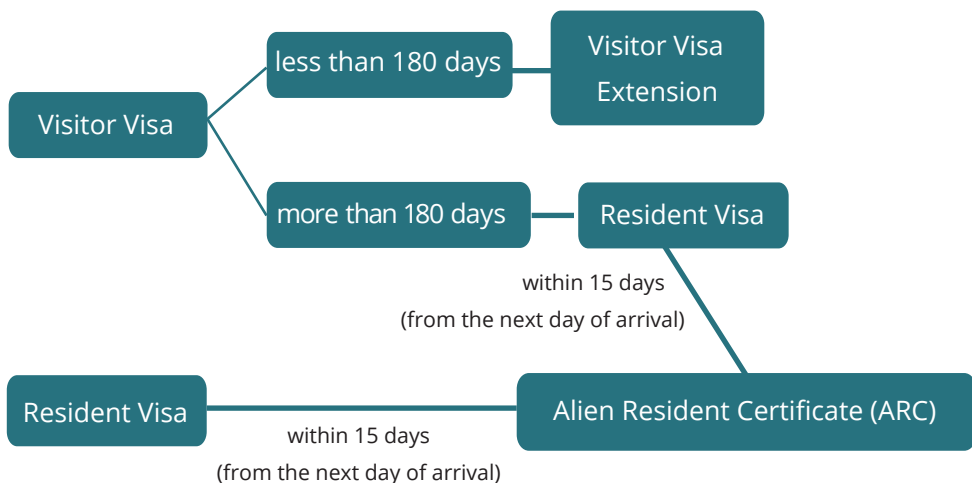 less than 180 days
Visitor Visa
Extension
Visitor Visa
more than 180 days
Resident Visa
within 15 days
(from the next day of arrival)
Resident Visa
Alien Resident Certificate (ARC)
within 15 days
(from the next day of arrival)